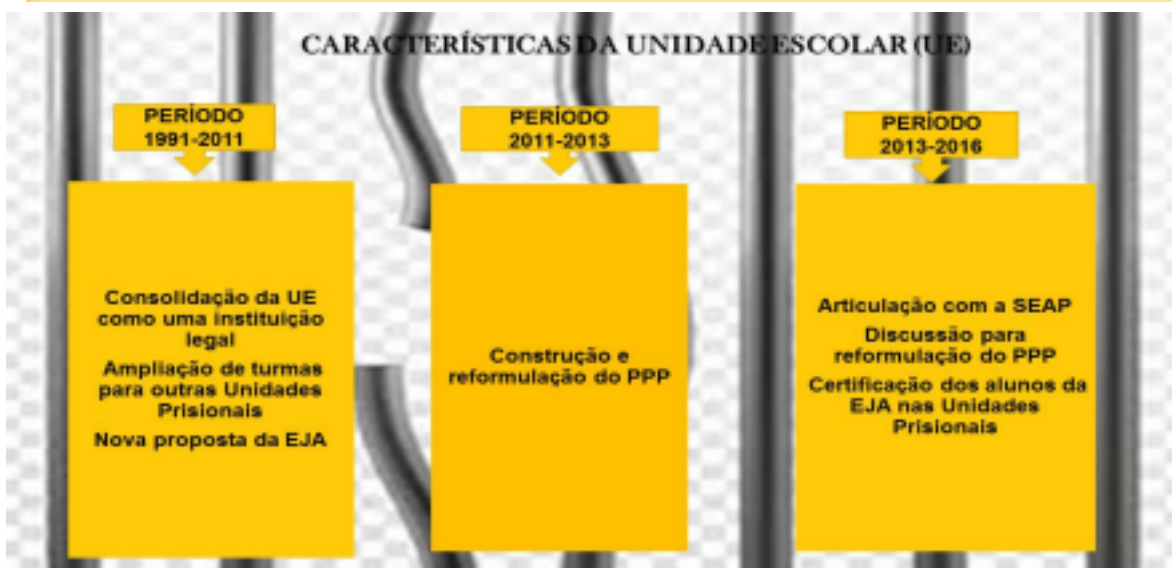 CARACTERÍSTICAS DA UNIDADE ESCOLAR (UE)
PERÍODO
1991-2011
Consolidação da UE
como uma instituição
legal
Ampliação de turmas
para outras Unidades
Prisionais
Nova proposta da EJA
PERÍODO
2011-2013
Construção e
reformulação do PPP
PERÍODO
2013-2016
Articulação com a SEAP
Discussão para
reformulação do PPP
Certificação dos alunos da
EJA nas Unidades
Prisionais